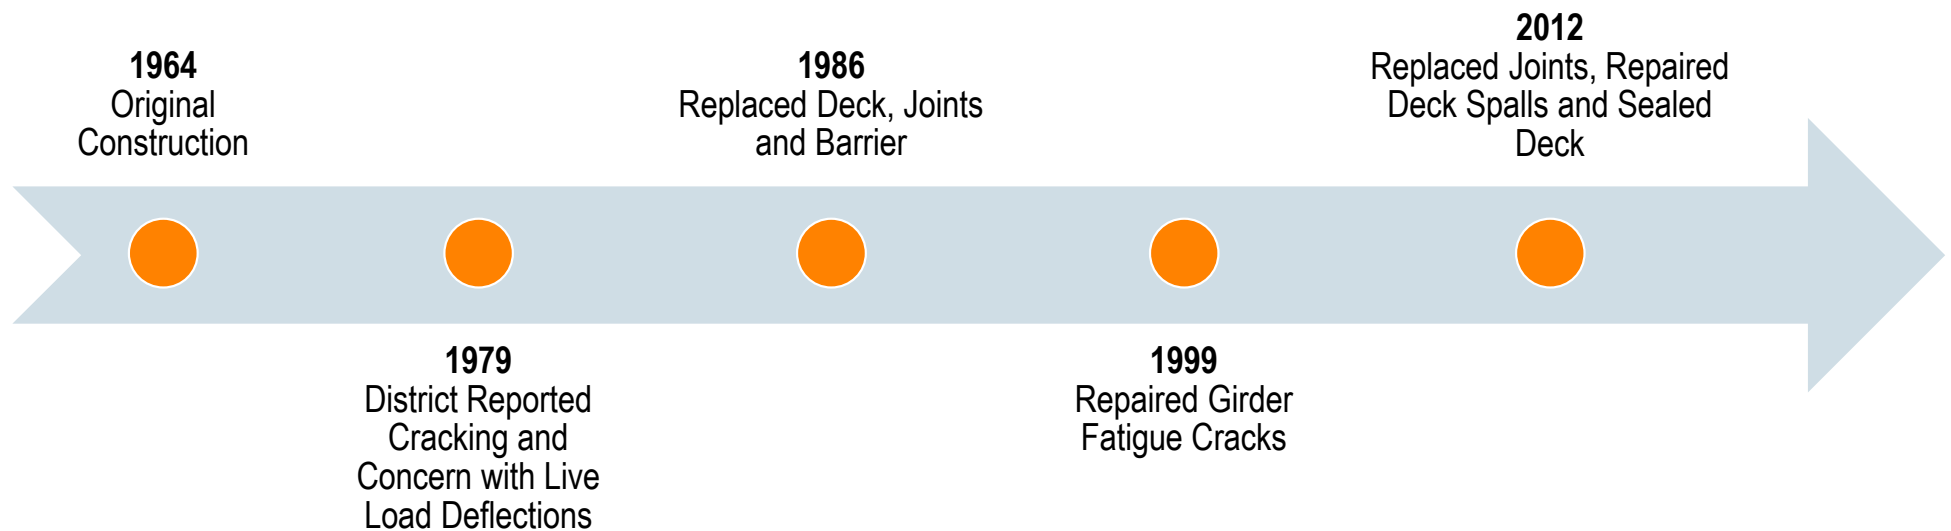 1964
Original
Construction
1979
District Reported
Cracking and
Concern with Live
Load Deflections
1986
Replaced Deck, Joints
and Barrier
1999
Repaired Girder
Fatigue Cracks
2012
Replaced Joints, Repaired
Deck Spalls and Sealed
Deck